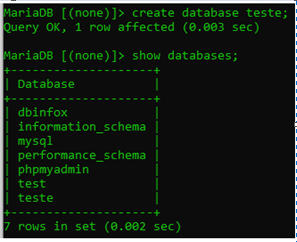 MariaDB [(none)]> create database teste;
Query OK, 1 row affected (0.003 sec)
MariaDB [(none)]> show databases;
+--------------------+
| Database           |
+--------------------+
| dbinfox            |
| information_schema |
| mysql              |
| performance_schema |
| phpmyadmin         |
| test               |
| teste              |
+--------------------+
7 rows in set (0.002 sec)